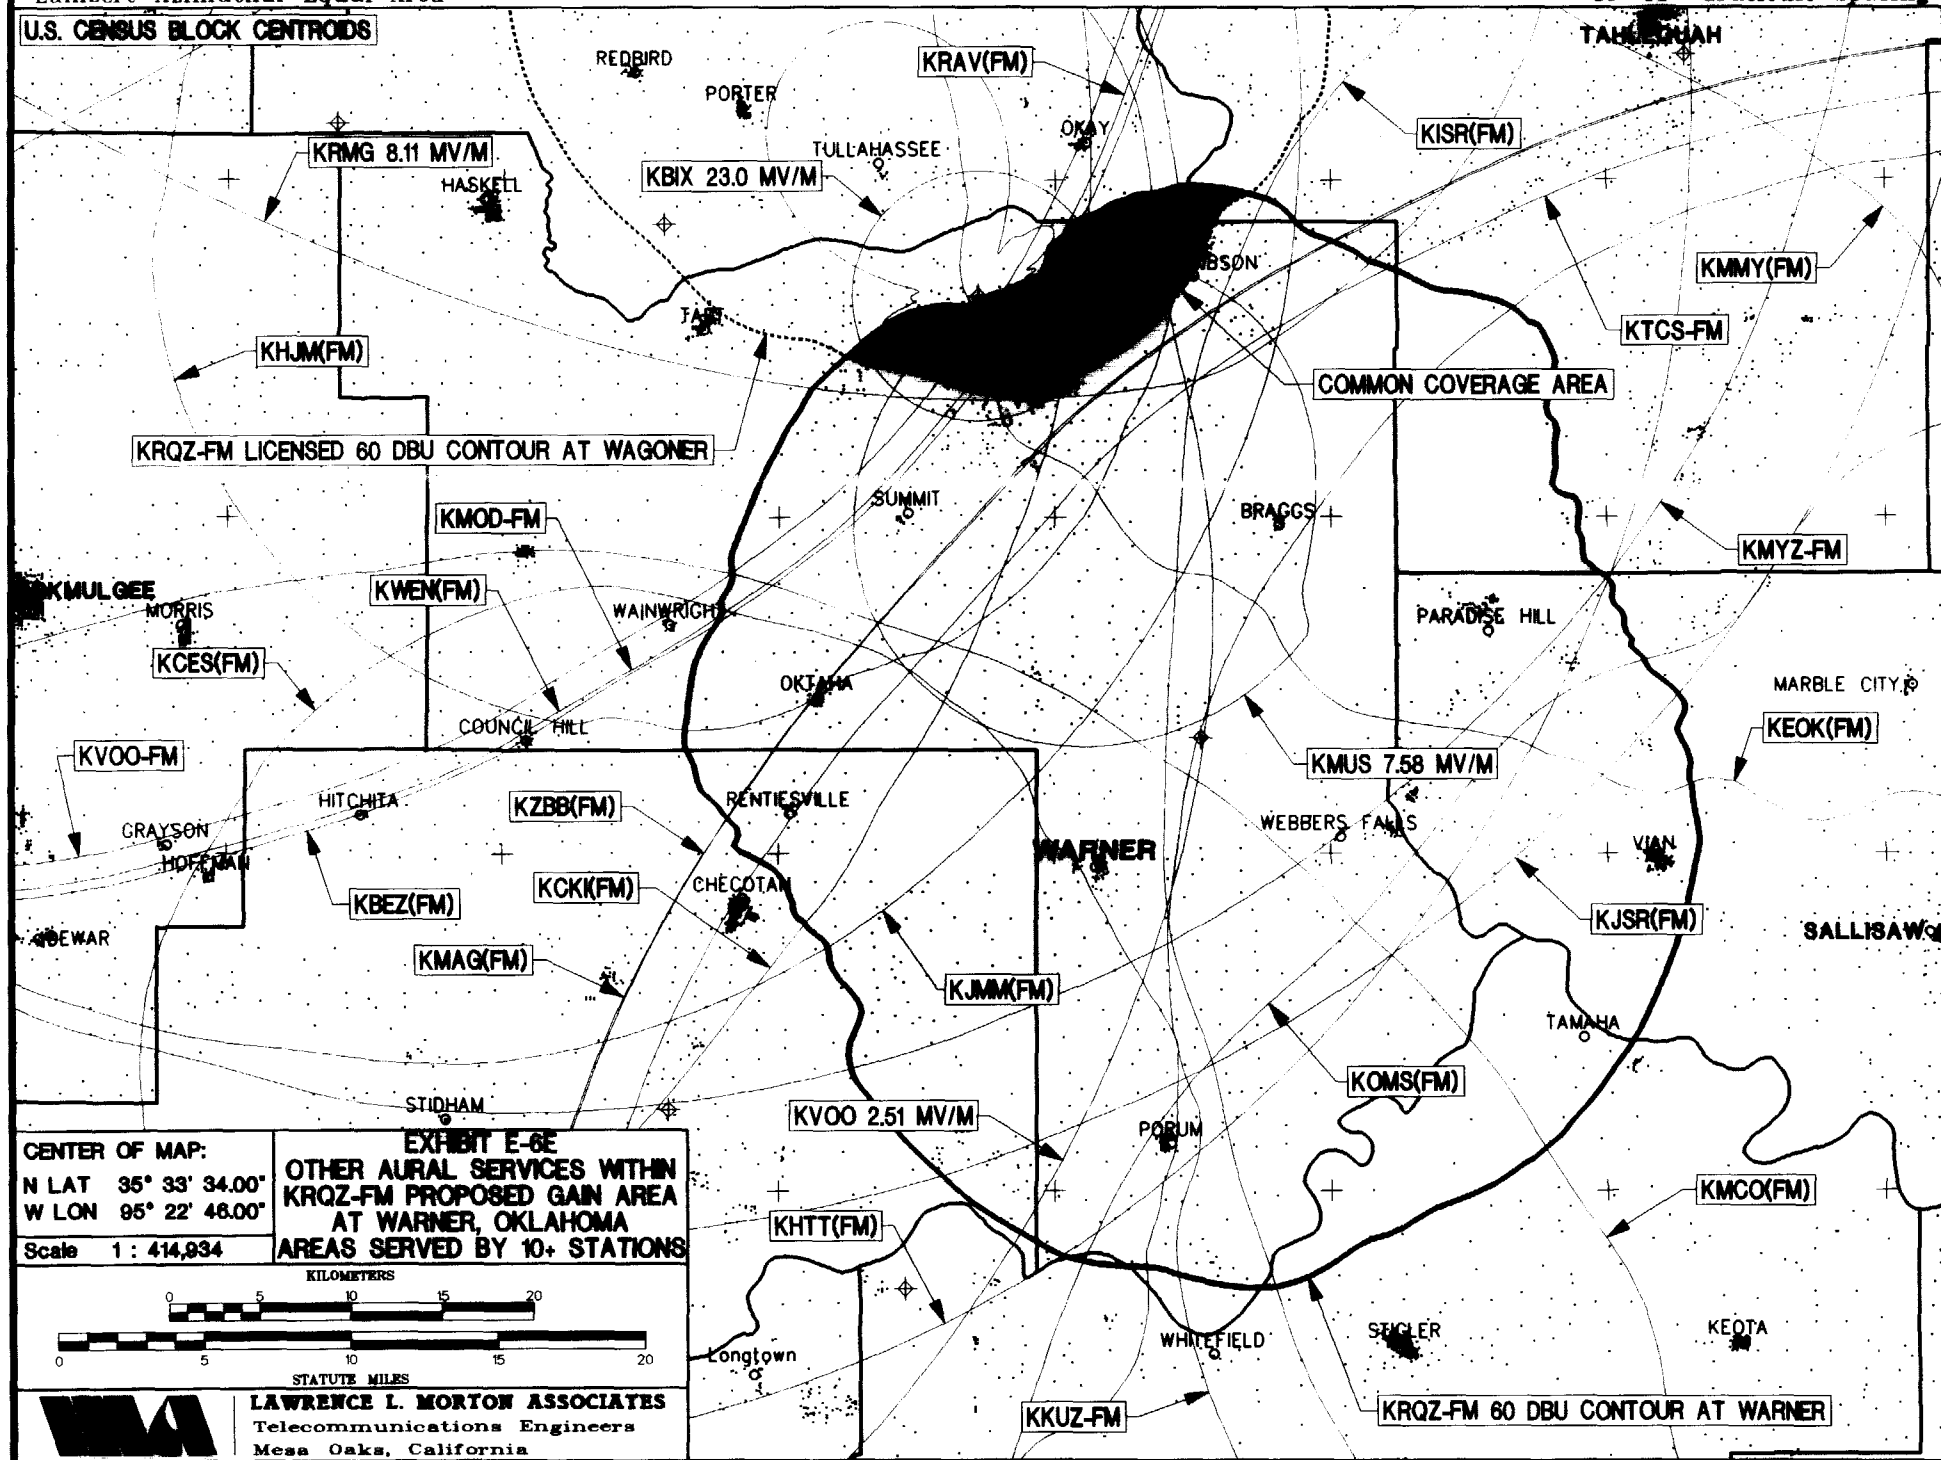 U.S. CENSUS BLOCK CENTROIDS
TAHLEQUAH
REDBIRD
KRAV(FM)
PORTER
OKAY
KISR(FM)
TULLAHASSEE
KRMG 8.11 MV/M
KBIX 23.0 MV/M
HASKELL
BSON
KMMY(FM)
TAFT
KTCS-FM
KHJM(FM)
COMMON COVERAGE AREA
KRQZ-FM LICENSED 60 DBU CONTOUR AT WAGONER
SUMMIT
BRAGGS
KMOD-FM
KMYZ-FM
KWEN(FM)
OKMULGEE
MORRIS
WAINWRIGHT
PARADISE HILL
KCES(FM)
OKTAHA
MARBLE CITY
COUNCIL HILL
KEOK(FM)
KVOO-FM
KMUS 7.58 MV/M
HITCHITA
KZBB(FM)
RENTIESVILLE
GRAYSON
WEBBERS FALLS
HOFFMAN
WARNER
VIAN
KCKI(FM)
CHECOTAH
KBEZ(FM)
KJSR(FM)
DEWAR
SALLISAW
KMAG(FM)
KJMM(FM)
TAMAHA
KOMS(FM)
STIDHAM
KVOO 2.51 MV/M
PORUM
CENTER OF MAP:
N LAT 35° 33' 34.00"
W LON 95° 22' 46.00"
Scale 1 : 414,934
EXHIBIT E-6E
OTHER AURAL SERVICES WITHIN
KRQZ-FM PROPOSED GAIN AREA
AT WARNER, OKLAHOMA
AREAS SERVED BY 10+ STATIONS
KMCO(FM)
KHTT(FM)
KILOMETERS
0 5 10 15 20
0 5 10 15 20
STATUTE MILES
WHITEFIELD
STIGLER
KEOTA
Longtown
KKUZ-FM
KRQZ-FM 60 DBU CONTOUR AT WARNER
LAWRENCE L. MORTON ASSOCIATES
Telecommunications Engineers
Mesa Oaks, California